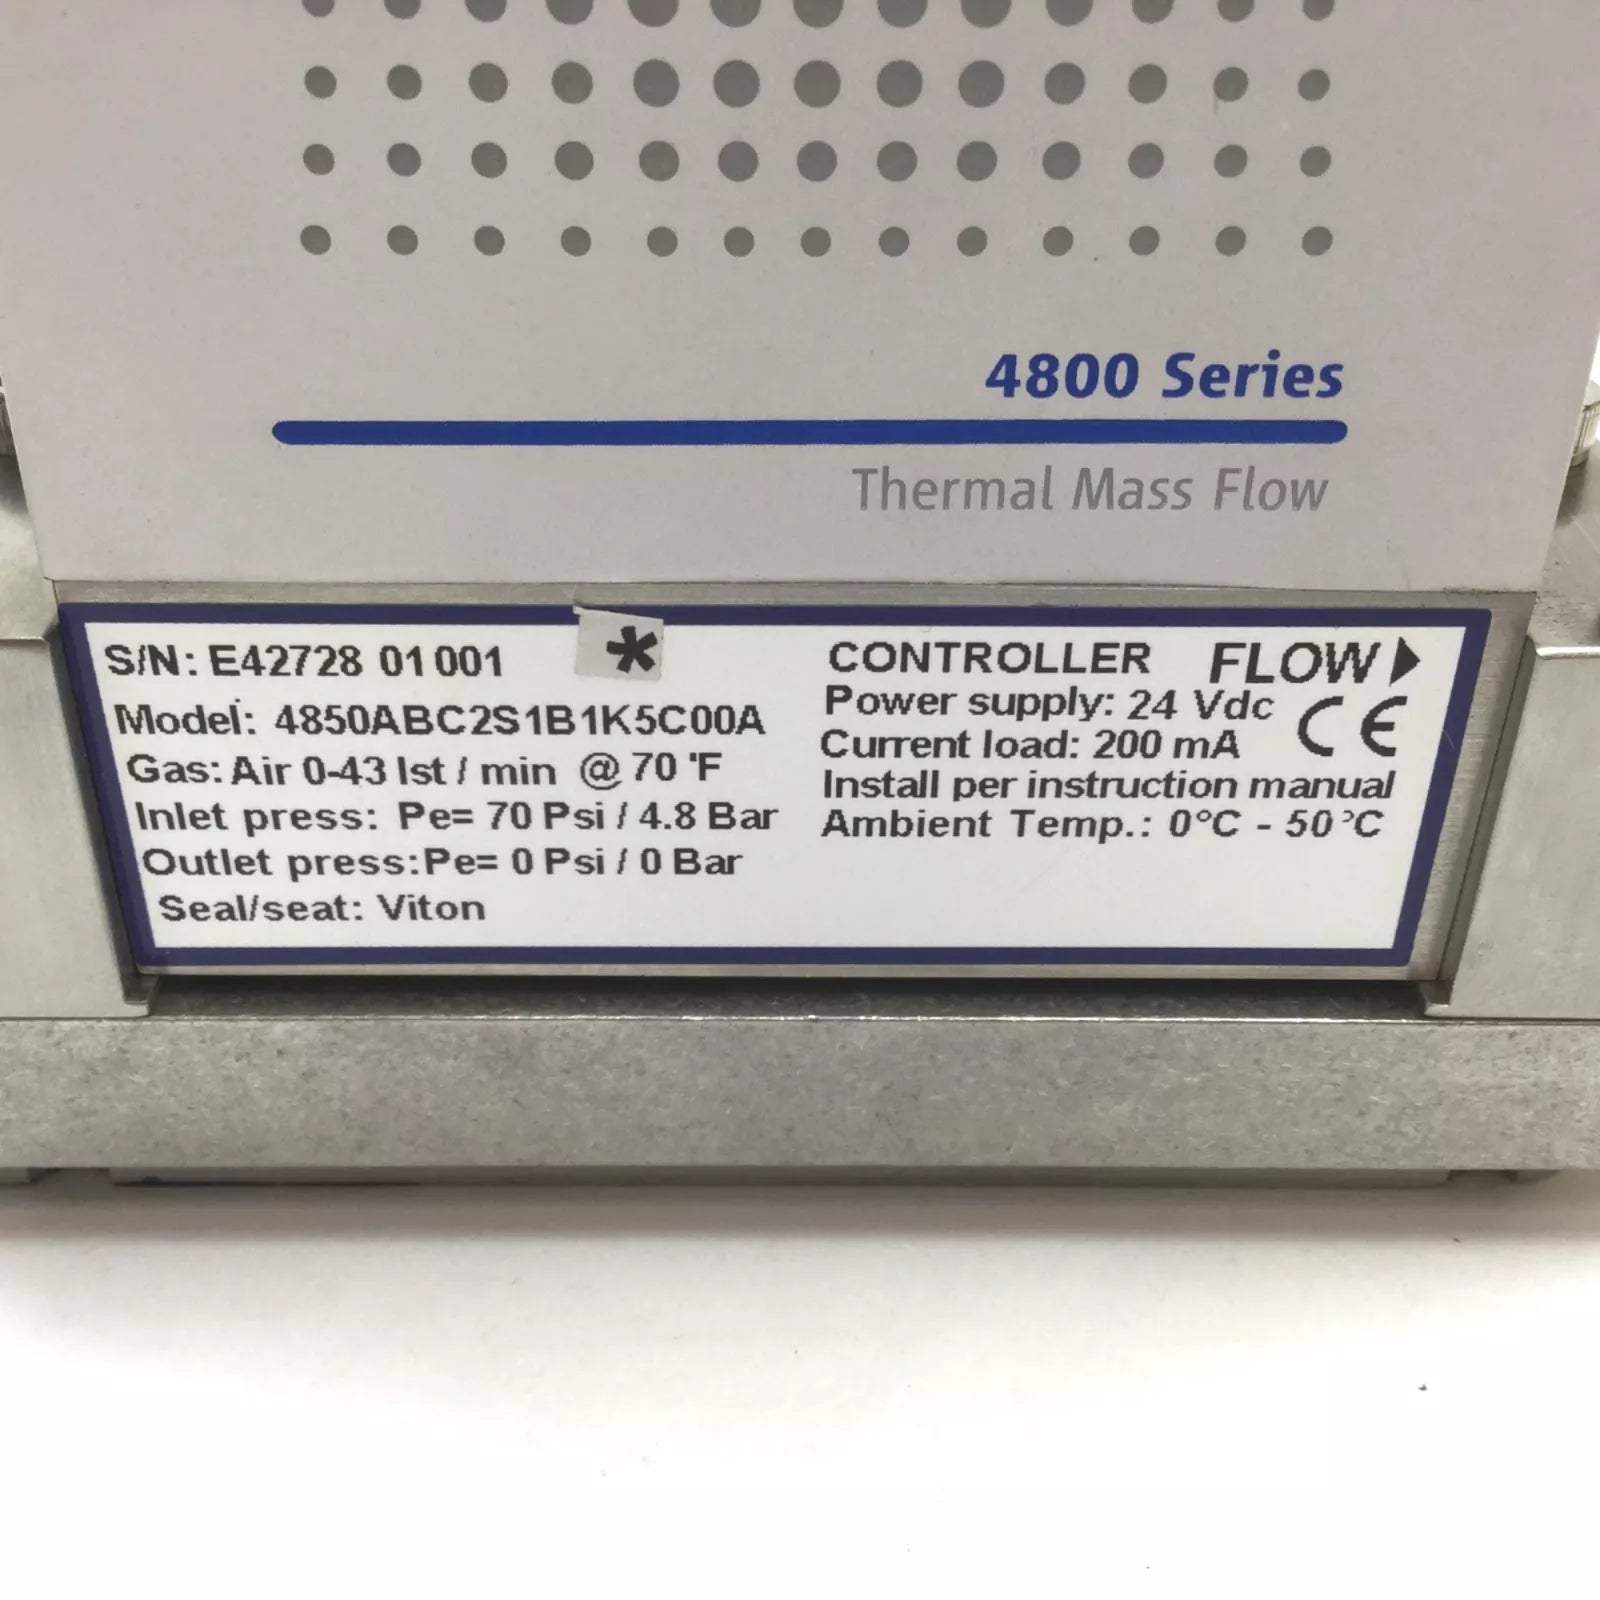 4800 Series
Thermal Mass Flow
S/N: E42728 01 001
*
Model: 4850ABC2S1B1K5C00A
Gas: Air 0-43 lst / min @ 70 °F
Inlet press: Pe= 70 Psi / 4.8 Bar
Outlet press:Pe= 0 Psi / 0 Bar
Seal/seat: Viton
CONTROLLER FLOW▶
Power supply: 24 Vdc
CE
Current load: 200 mA
Install per instruction manual
Ambient Temp.: 0°C - 50°C